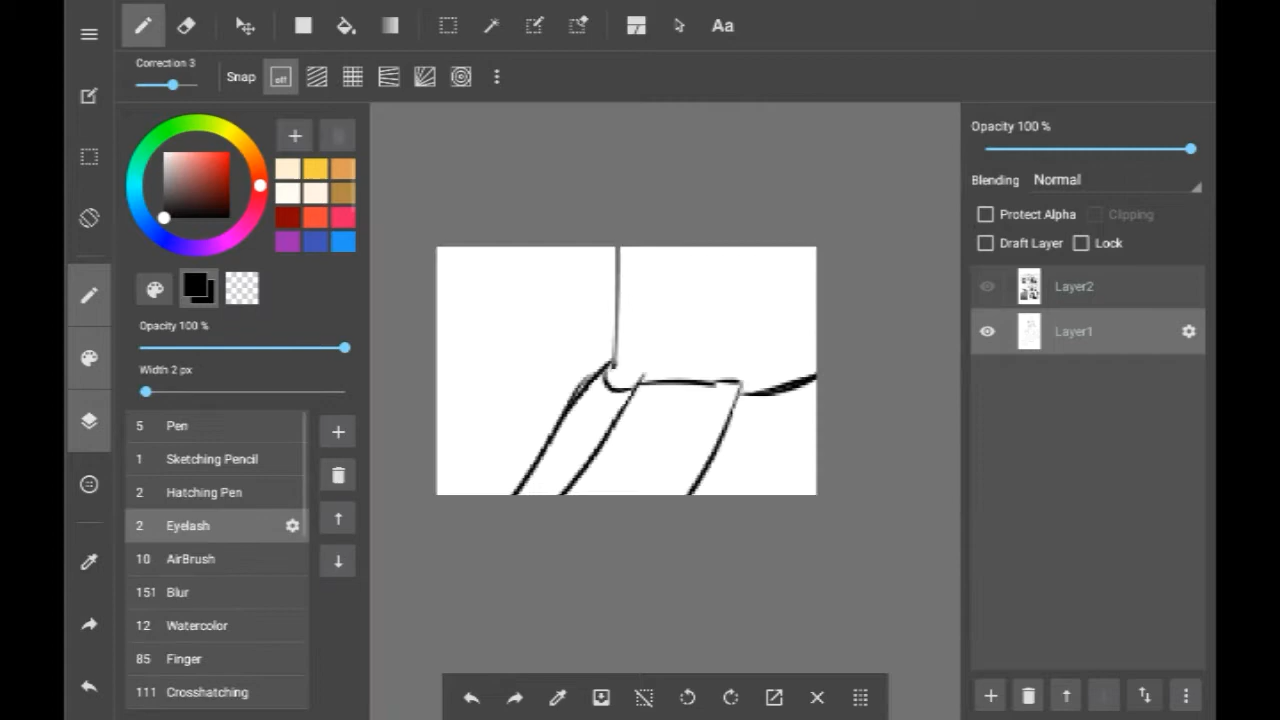 Aa
Correction 3
Snap
off
Opacity 100 %
Width 2 px
5 Pen
1 Sketching Pencil
2 Hatching Pen
2 Eyelash
10 AirBrush
151 Blur
12 Watercolor
85 Finger
111 Crosshatching
Opacity 100 %
Blending Normal
Protect Alpha Clipping
Draft Layer Lock
Layer2
Layer1